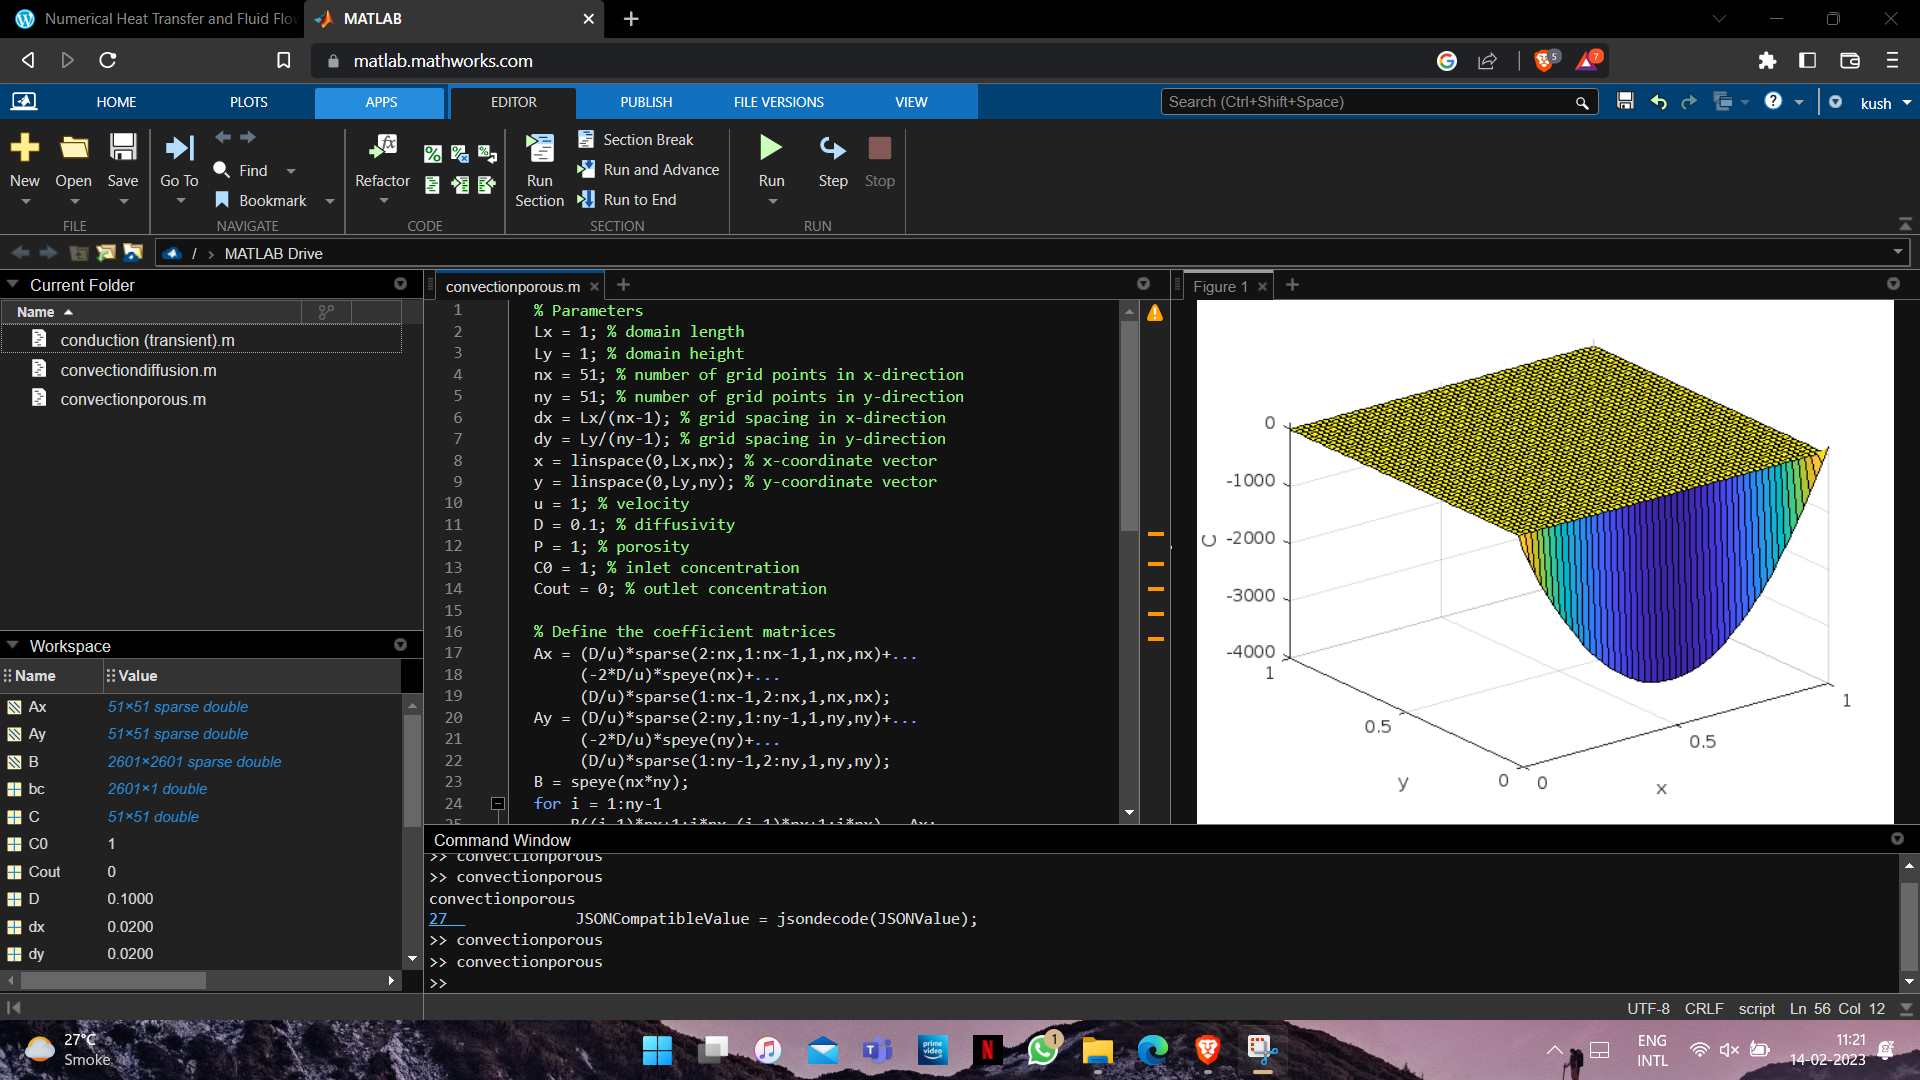 Numerical Heat Transfer and Fluid Flo
MATLAB
matlab.mathworks.com
5
7
HOME
PLOTS
APPS
EDITOR
PUBLISH
FILE VERSIONS
VIEW
Search (Ctrl+Shift+Space)
kush
New
Open
Save
FILE
Go To
Find
Bookmark
NAVIGATE
Refactor
CODE
Run
Section
Section Break
Run and Advance
Run to End
SECTION
Run
Step
Stop
RUN
/ › MATLAB Drive
Current Folder
Name
conduction (transient).m
convectiondiffusion.m
convectionporous.m
Workspace
Name Value
Ax 51×51 sparse double
Ay 51×51 sparse double
B 2601×2601 sparse double
bc 2601×1 double
C 51×51 double
C0 1
Cout 0
D 0.1000
dx 0.0200
dy 0.0200
convectionporous.m
1 % Parameters
2 Lx = 1; % domain length
3 Ly = 1; % domain height
4 nx = 51; % number of grid points in x-direction
5 ny = 51; % number of grid points in y-direction
6 dx = Lx/(nx-1); % grid spacing in x-direction
7 dy = Ly/(ny-1); % grid spacing in y-direction
8 x = linspace(0,Lx,nx); % x-coordinate vector
9 y = linspace(0,Ly,ny); % y-coordinate vector
10 u = 1; % velocity
11 D = 0.1; % diffusivity
12 P = 1; % porosity
13 C0 = 1; % inlet concentration
14 Cout = 0; % outlet concentration
15
16 % Define the coefficient matrices
17 Ax = (D/u)*sparse(2:nx,1:nx-1,1,nx,nx)+...
18 (-2*D/u)*speye(nx)+...
19 (D/u)*sparse(1:nx-1,2:nx,1,nx,nx);
20 Ay = (D/u)*sparse(2:ny,1:ny-1,1,ny,ny)+...
21 (-2*D/u)*speye(ny)+...
22 (D/u)*sparse(1:ny-1,2:ny,1,ny,ny);
23 B = speye(nx*ny);
24 for i = 1:ny-1
Figure 1
0
-1000
-2000
-3000
-4000
C
1
0.5
0
y
0
0.5
1
x
Command Window
>> convectionporous
>> convectionporous
convectionporous
27 JSONCompatibleValue = jsondecode(JSONValue);
>> convectionporous
>> convectionporous
>>
UTF-8 CRLF script Ln 56 Col 12
27°C
Smoke
prime
video
N
1
ENG
INTL
11:21
14-02-2023